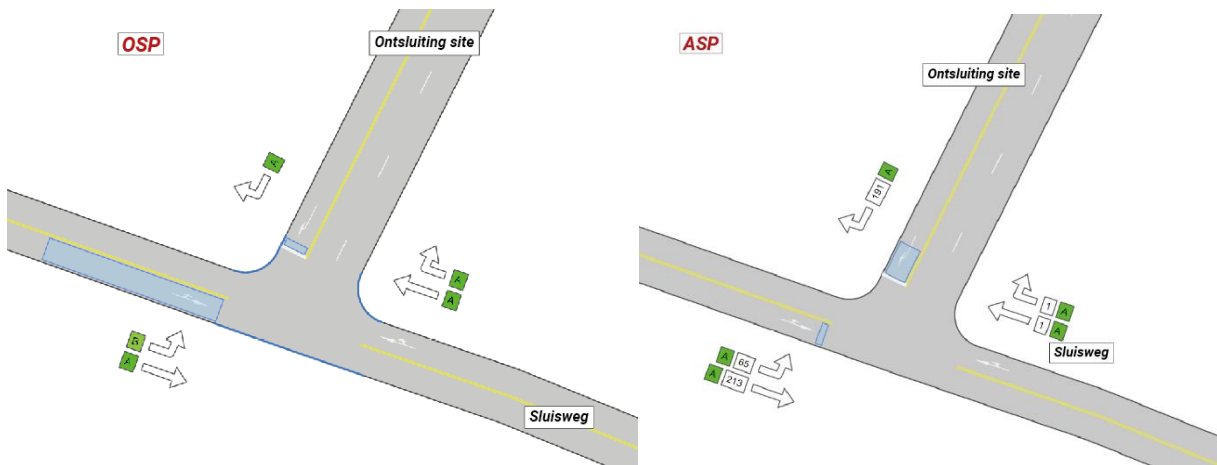 OSP
Ontsluiting site
A
A
A
B
A
Sluisweg
ASP
Ontsluiting site
A
191
1 A
1 A
Sluisweg
A 65
A 213